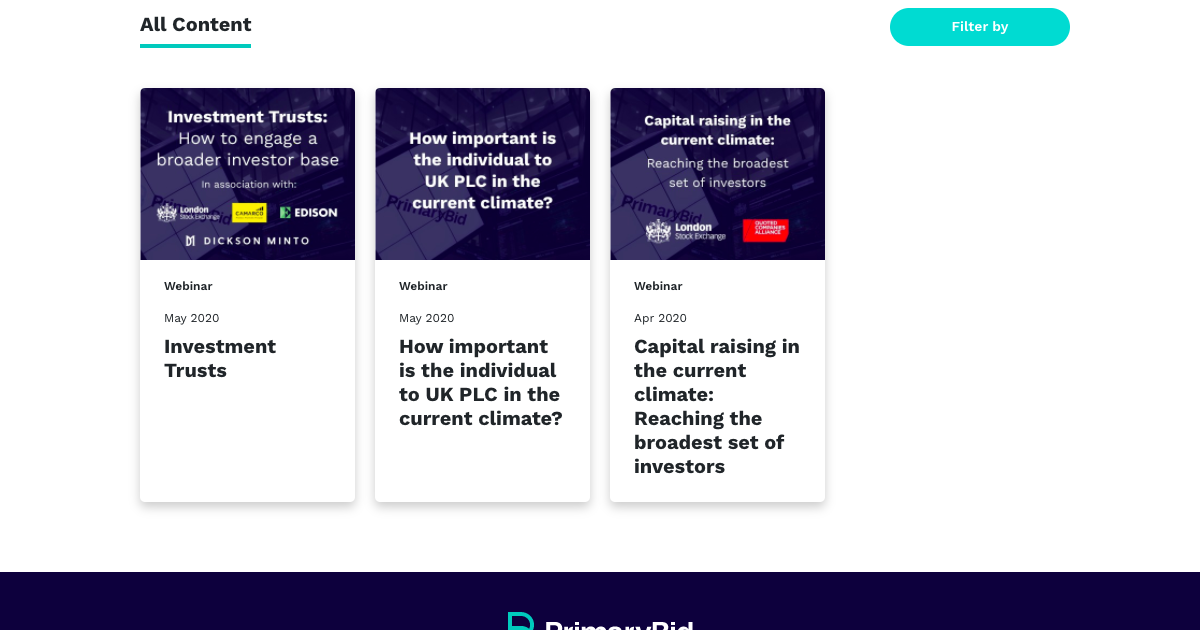 All Content
Filter by
Investment Trusts:
How to engage a
broader investor base
In association with:
London
Stock Exchange
CAMARCO
EDISON
DICKSON MINTO
PrimaryBid
How important is
the individual to
UK PLC in the
current climate?
PrimaryBid
Capital raising in the
current climate:
Reaching the broadest
set of investors
PrimaryBid
London
Stock Exchange
QUOTED
COMPANIES
ALLIANCE
Webinar
May 2020
Investment
Trusts
Webinar
May 2020
How important
is the individual
to UK PLC in the
current climate?
Webinar
Apr 2020
Capital raising in
the current
climate:
Reaching the
broadest set of
investors
PrimaryBid